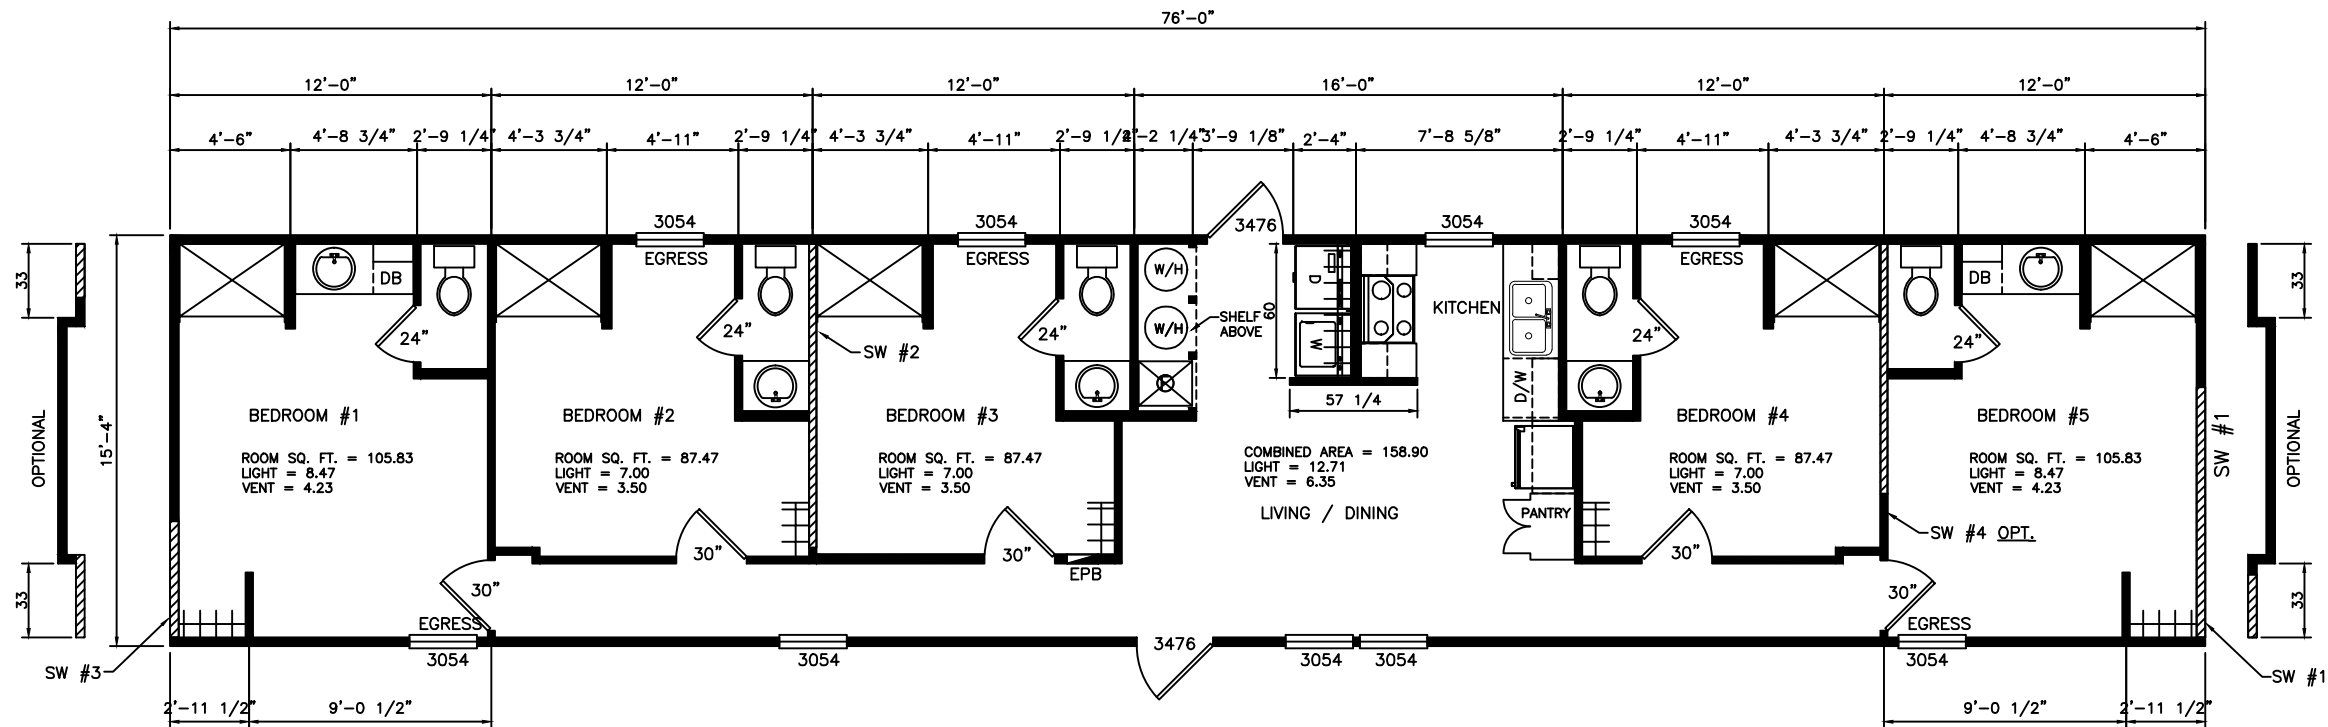 76'-0"
12'-0" 12'-0" 12'-0" 16'-0" 12'-0" 12'-0"
4'-6" 4'-8 3/4" 2'-9 1/4" 4'-3 3/4" 4'-11" 2'-9 1/4" 4'-3 3/4" 4'-11" 2'-9 1/2" 2'-2 1/4" 3'-9 1/8" 2'-4" 7'-8 5/8" 2'-9 1/4" 4'-11" 4'-3 3/4" 2'-9 1/4" 4'-8 3/4" 4'-6"
3054 3054 3476 3054 3054
EGRESS EGRESS EGRESS
33 DB W/H D DB 33
KITCHEN
60
SHELF
ABOVE
24" 24" 24" W/H W 24" 24"
SW #2
D/W
57 1/4
OPTIONAL
15'-4"
BEDROOM #1
ROOM SQ. FT. = 105.83
LIGHT = 8.47
VENT = 4.23
BEDROOM #2
ROOM SQ. FT. = 87.47
LIGHT = 7.00
VENT = 3.50
BEDROOM #3
ROOM SQ. FT. = 87.47
LIGHT = 7.00
VENT = 3.50
COMBINED AREA = 158.90
LIGHT = 12.71
VENT = 6.35
LIVING / DINING
PANTRY
BEDROOM #4
ROOM SQ. FT. = 87.47
LIGHT = 7.00
VENT = 3.50
BEDROOM #5
ROOM SQ. FT. = 105.83
LIGHT = 8.47
VENT = 4.23
SW #1
OPTIONAL
SW #4 OPT.
30" 30" 30"
EPB
33 30" 30" 33
EGRESS EGRESS
3054 3054 3476 3054 3054 3054
SW #3 SW #1
2'-11 1/2" 9'-0 1/2" 9'-0 1/2" 2'-11 1/2"